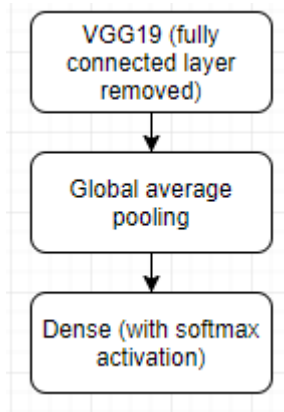 VGG19 (fully
connected layer
removed)
Global average
pooling
Dense (with softmax
activation)